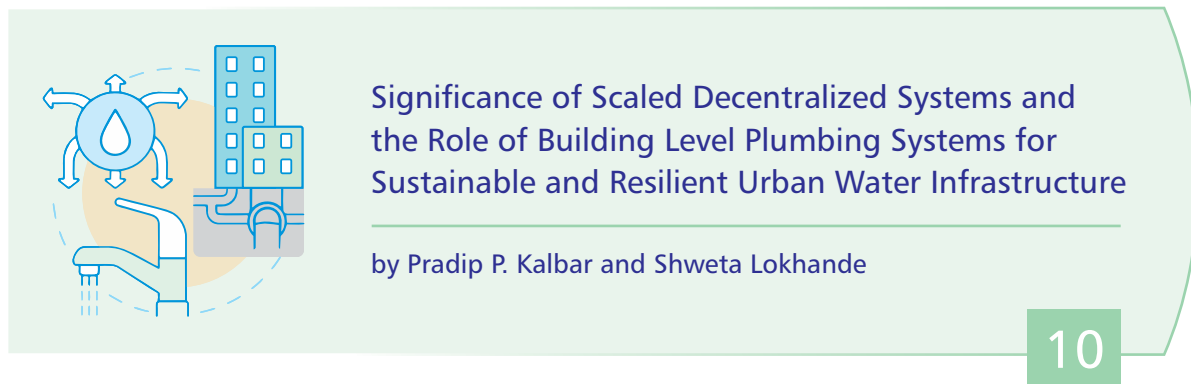 Significance of Scaled Decentralized Systems and
the Role of Building Level Plumbing Systems for
Sustainable and Resilient Urban Water Infrastructure
by Pradip P. Kalbar and Shweta Lokhande
10